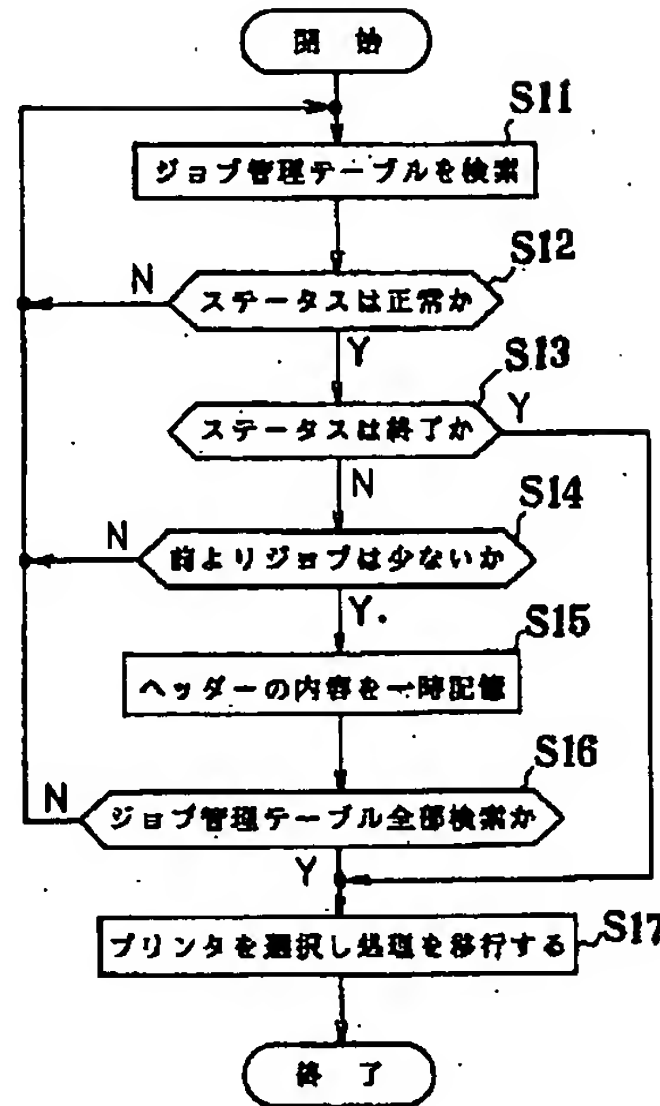 開始
S11
ジョブ管理テーブルを検索
S12
N
ステータスは正常か
Y
S13
ステータスは終了か
Y
N
S14
N
前よりジョブは少ないか
Y
S15
ヘッダーの内容を一時記憶
S16
N
ジョブ管理テーブル全部検索か
Y
プリンタを選択し処理を移行する
S17
終了